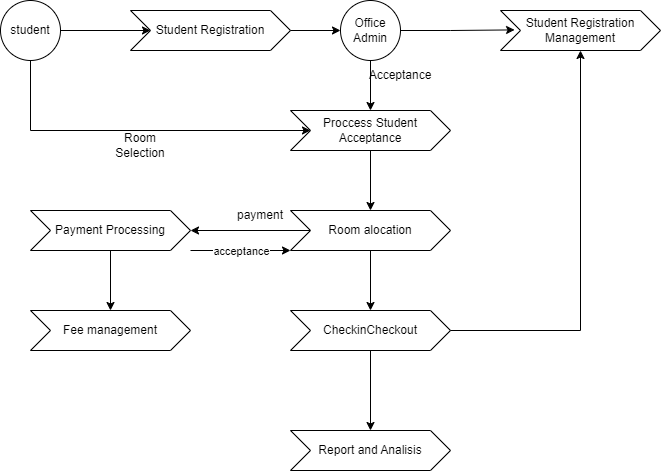 student
Student Registration
Office
Admin
Student Registration
Management
Acceptance
Proccess Student
Acceptance
Room
Selection
payment
Payment Processing
Room alocation
acceptance
Fee management
CheckinCheckout
Report and Analisis